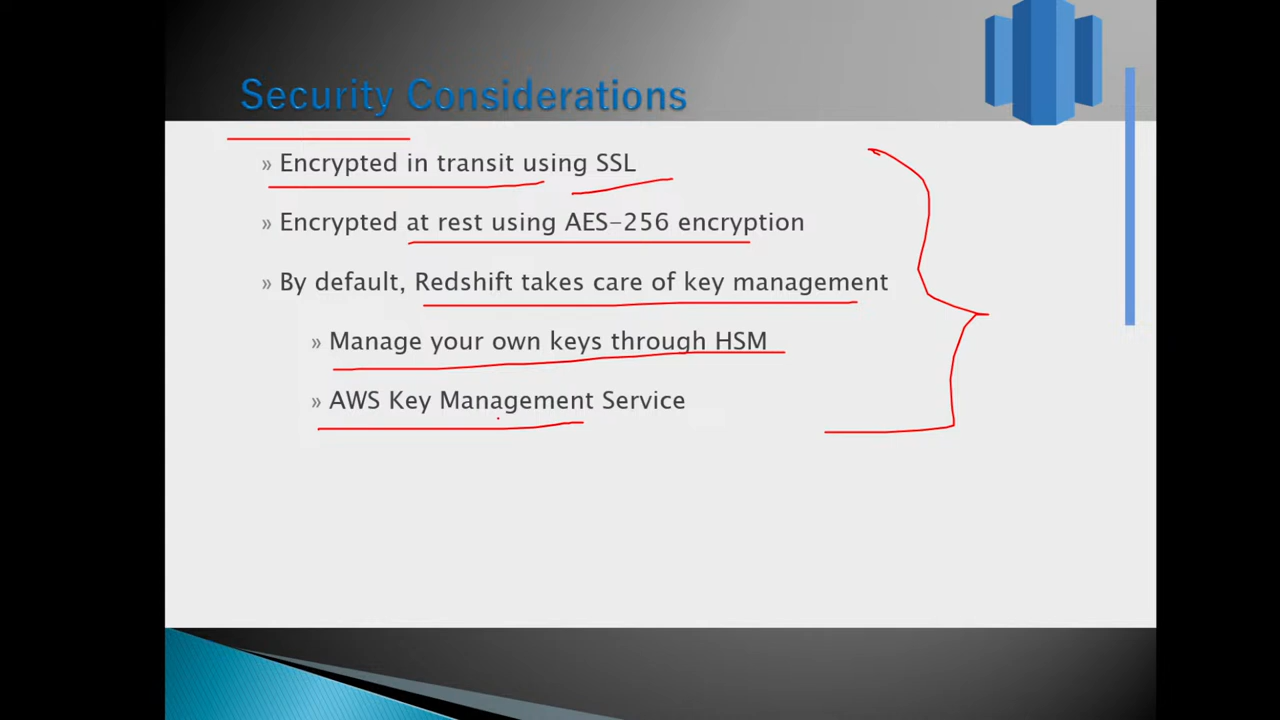 Security Considerations
» Encrypted in transit using SSL
» Encrypted at rest using AES-256 encryption
» By default, Redshift takes care of key management
» Manage your own keys through HSM
» AWS Key Management Service